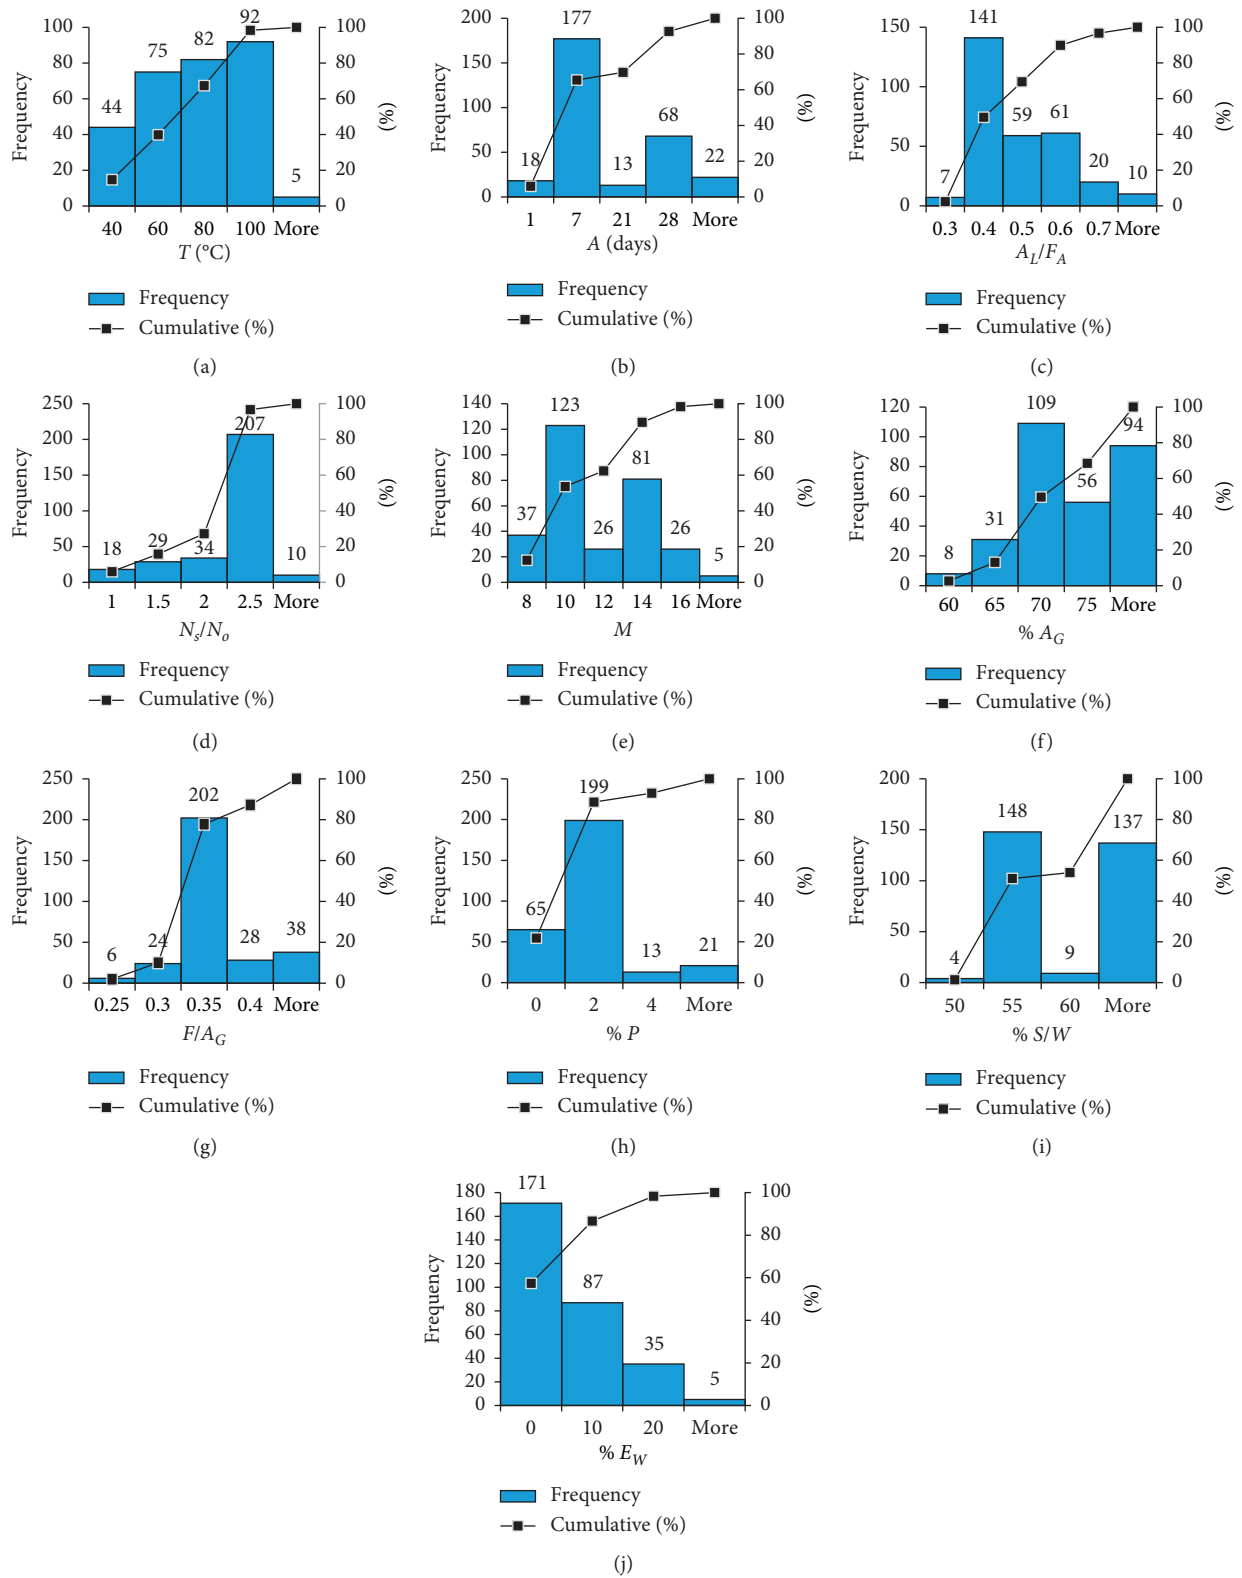 92
100 100
82
75
80 80
60 60
Frequency
44
(%)
40 40
20 20
5
0 0
40 60 80 100 More
T (°C)
Frequency
Cumulative (%)
(a)
250 100
177
200 80
150 60
Frequency
(%)
100 68 40
50 18 13 22 20
0 0
1 7 21 28 More
A (days)
Frequency
Cumulative (%)
(b)
141
150 100
80
100 60
Frequency
59 61
(%)
40
50
20 20
7 10
0 0
0.3 0.4 0.5 0.6 0.7 More
A_L/F_A
Frequency
Cumulative (%)
(c)
250 100
207
200 80
150 60
Frequency
(%)
100 40
50 18 29 34 10 20
0 0
1 1.5 2 2.5 More
N_s/N_o
Frequency
Cumulative (%)
(d)
140 123 100
120
80
100
81
80 60
Frequency
(%)
60
37 40
40 26 26
20
20 5
0 0
8 10 12 14 16 More
M
Frequency
Cumulative (%)
(e)
120 109 100
100 94
80
80
60
Frequency
60 56
(%)
40
40 31
20
20 8
0 0
60 65 70 75 More
% A_G
Frequency
Cumulative (%)
(f)
250 100
202
200 80
150 60
Frequency
(%)
100 40
50 24 28 38 20
6
0 0
0.25 0.3 0.35 0.4 More
F/A_G
Frequency
Cumulative (%)
(g)
250 100
199
200 80
150 60
Frequency
(%)
100 65 40
50 13 21 20
0 0
0 2 4 More
% P
Frequency
Cumulative (%)
(h)
200 100
148
137
150 80
60
100
Frequency
(%)
40
50
4 9 20
0 0
50 55 60 More
% S/W
Frequency
Cumulative (%)
(i)
171
180 100
160
140 80
120
87
100 60
Frequency
(%)
80
60 35 40
40 20
20 5
0 0
0 10 20 More
% E_W
Frequency
Cumulative (%)
(j)